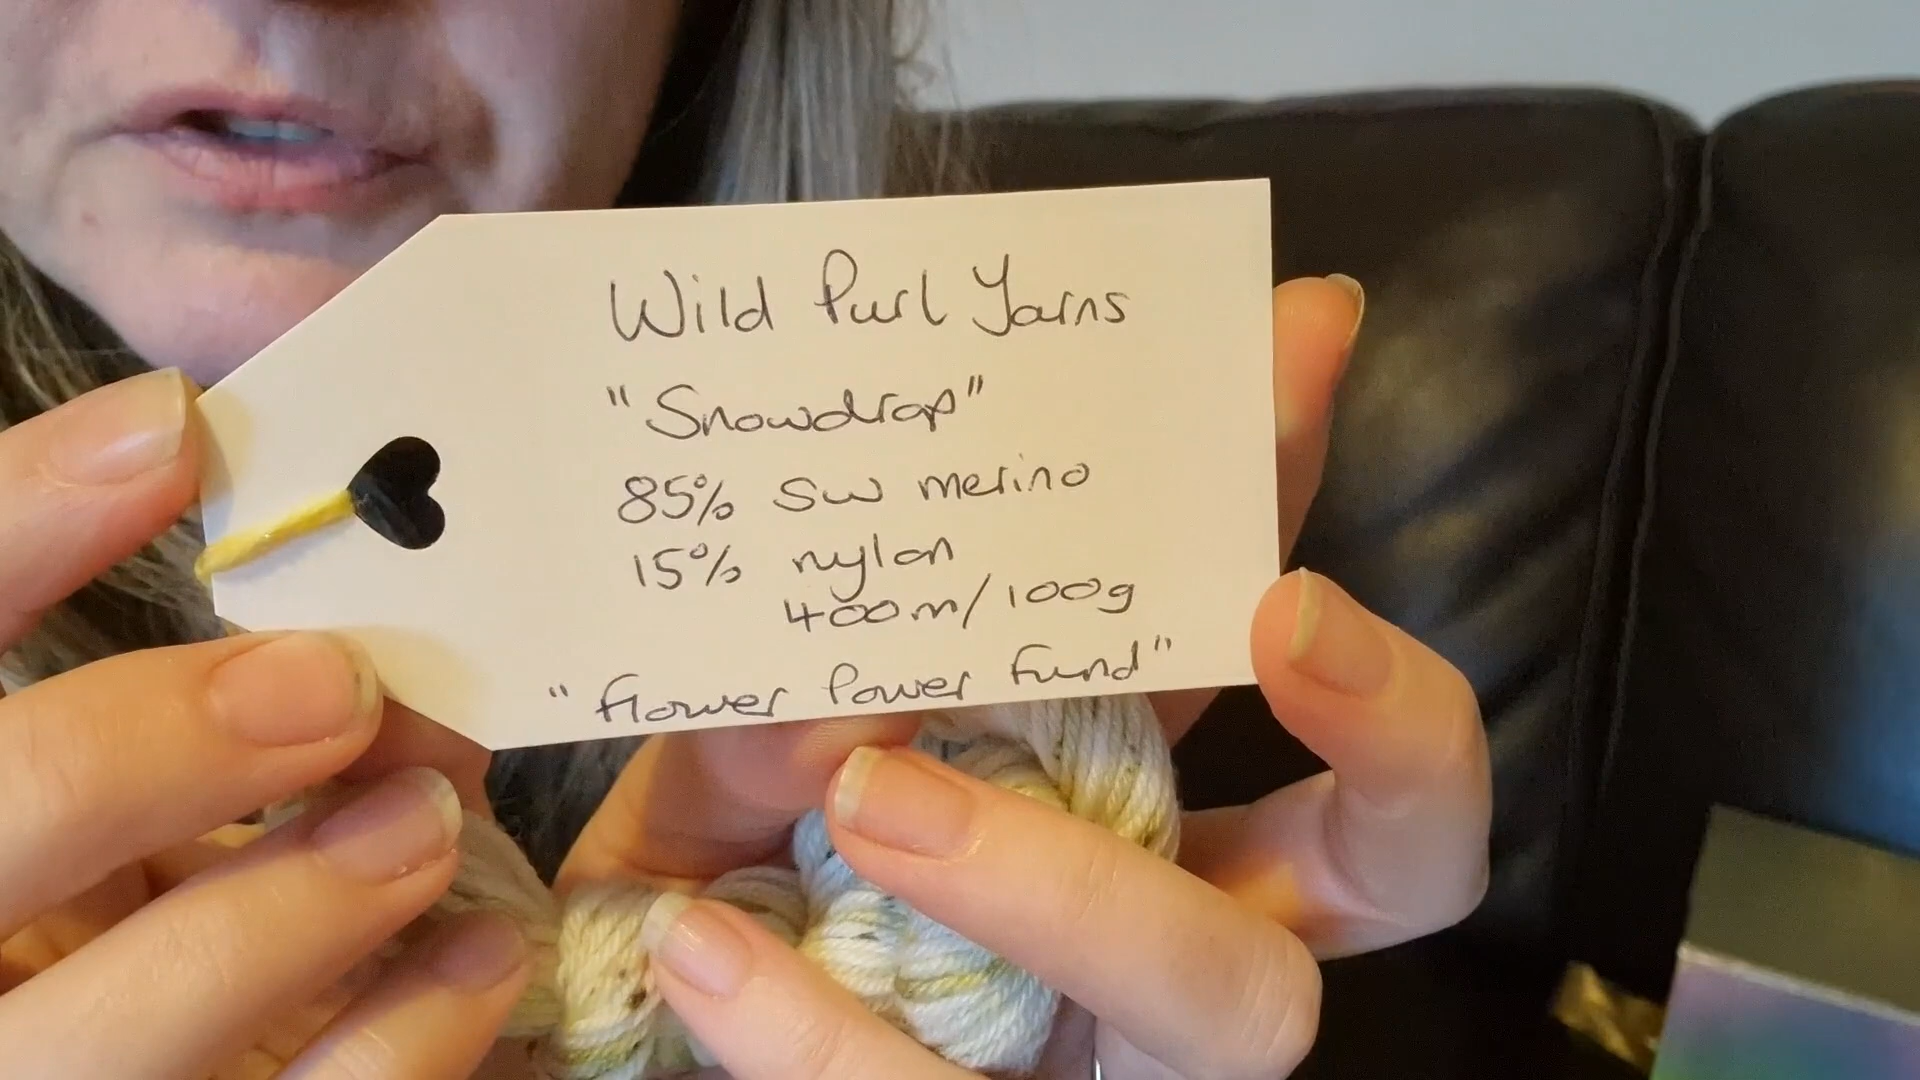 Wild Purl Yarns
"Snowdrop"
85% SW merino
15% nylon
400m/100g
"Flower Power Fund"